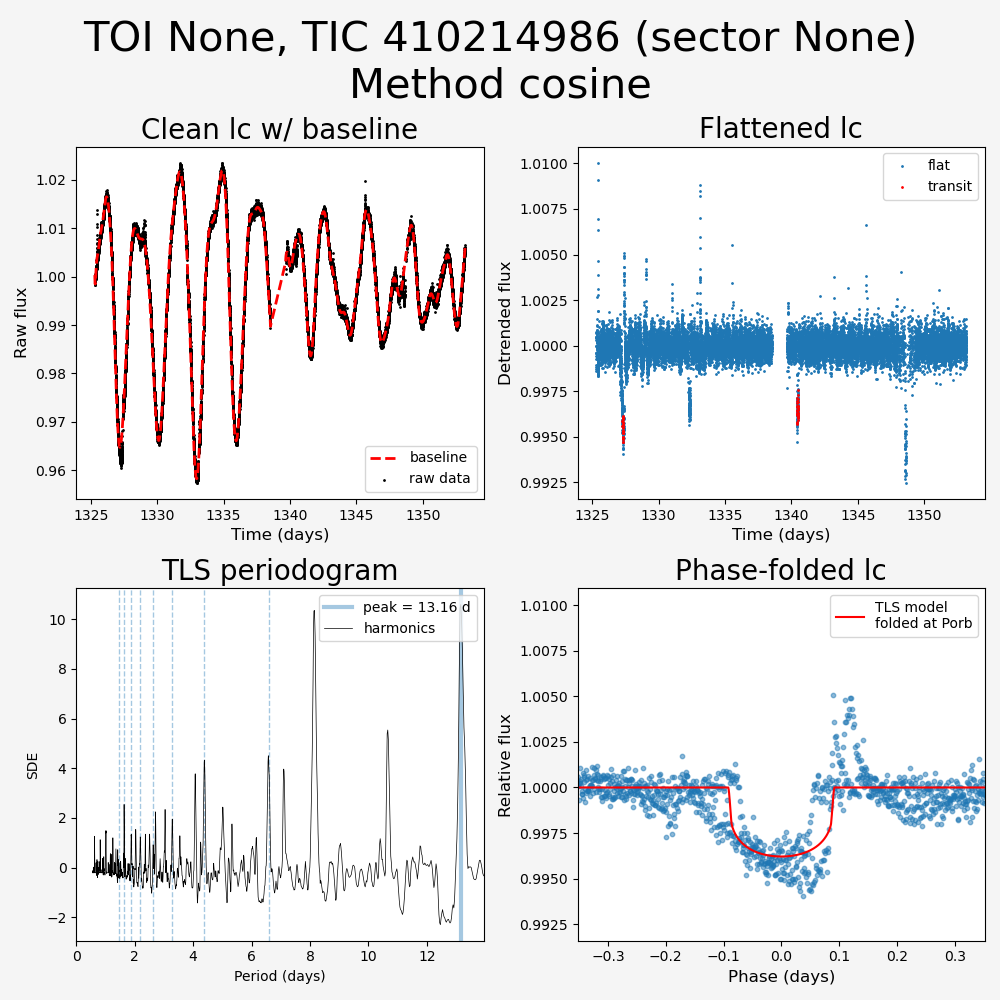 TOI None, TIC 410214986 (sector None)
Method cosine
Clean lc w/ baseline
Raw flux
1.02
1.01
1.00
0.99
0.98
0.97
0.96
baseline
raw data
1325
1330
1335
1340
1345
1350
Time (days)
Flattened lc
Detrended flux
1.0100
1.0075
1.0050
1.0025
1.0000
0.9975
0.9950
0.9925
flat
transit
1325
1330
1335
1340
1345
1350
Time (days)
TLS periodogram
SDE
10
8
6
4
2
0
−2
peak = 13.16 d
harmonics
0
2
4
6
8
10
12
Period (days)
Phase-folded lc
Relative flux
1.0100
1.0075
1.0050
1.0025
1.0000
0.9975
0.9950
0.9925
TLS model
folded at Porb
−0.3
−0.2
−0.1
0.0
0.1
0.2
0.3
Phase (days)